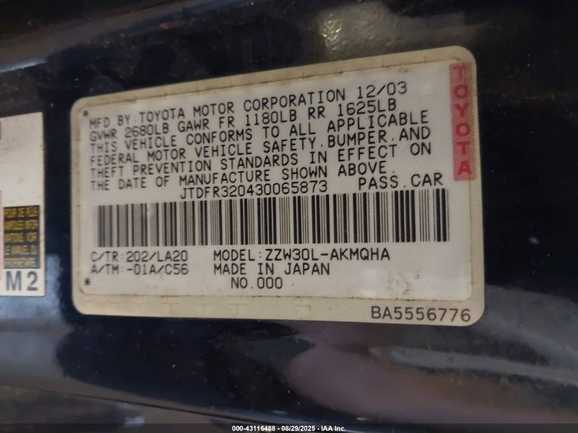 MFD BY:TOYOTA MOTOR CORPORATION 12/03
GVWR 2680LB GAWR FR 1180LB RR 1625LB
THIS VEHICLE CONFORMS TO ALL APPLICABLE
FEDERAL MOTOR VEHICLE SAFETY,BUMPER,AND
THEFT PREVENTION STANDARDS IN EFFECT ON
THE DATE OF MANUFACTURE SHOWN ABOVE.
JTDFR320430065873 PASS.CAR
C/TR:202/LA20 MODEL:ZZW30L-AKMQHA
A/TM:-01A/C56 MADE IN JAPAN
NO.000
BA5556776
TOYOTA
M2
000-43116488 - 08/29/2025 - IAA Inc.